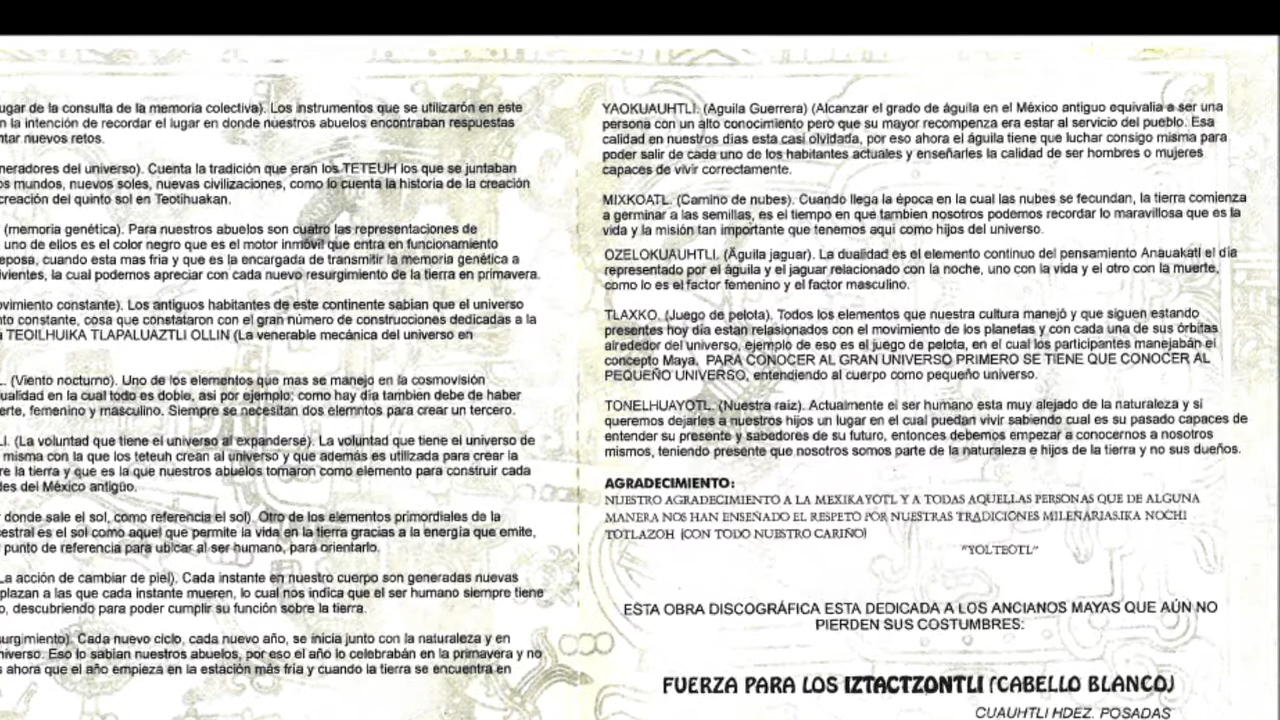 ugar de la consulta de la memoria colectiva). Los instrumentos que se utilizarón en este
n la intención de recordar el lugar en donde nuestros abuelos encontraban respuestas
ntar nuevos retos.
neradores del universo). Cuenta la tradición que eran los TETEUH los que se juntaban
os mundos, nuevos soles, nuevas civilizaciones, como lo cuenta la historia de la creación
creación del quinto sol en Teotihuakan.
(memoria genética). Para nuestros abuelos son cuatro las representaciones de
uno de ellos es el color negro que es el motor inmóvil que entra en funcionamiento
eposa, cuando esta mas fria y que es la encargada de transmitir la memoria genética a
ivientes, la cual podemos apreciar con cada nuevo resurgimiento de la tierra en primavera.
ovimiento constante). Los antiguos habitantes de este continente sabian que el universo
nto constante, cosa que constataron con el gran número de construcciones dedicadas a la
a TEOILHUIKA TLAPALUAZTLI OLLIN (La venerable mecánica del universo en
L. (Viento nocturno). Uno de los elementos que mas se manejo en la cosmovisión
ualidad en la cual todo es doble, asi por ejemplo; como hay día tambien debe de haber
erte, femenino y masculino. Siempre se necesitan dos elemntos para crear un tercero.
LI. (La voluntad que tiene el universo al expanderse). La voluntad que tiene el universo de
misma con la que los teteuh crean al universo y que además es utilizada para crear la
re la tierra y que es la que nuestros abuelos tomaron como elemento para construir cada
des del México antigüo.
r donde sale el sol, como referencia el sol). Otro de los elementos primordiales de la
cestral es el sol como aquel que permite la vida en la tierra gracias a la energía que emite,
punto de referencia para ubicar al ser humano, para orientarlo.
La acción de cambiar de piel). Cada instante en nuestro cuerpo son generadas nuevas
plazan a las que cada instante mueren, lo cual nos indica que el ser humano siempre tiene
o, descubriendo para poder cumplir su función sobre la tierra.
surgimiento). Cada nuevo ciclo, cada nuevo año, se inicia junto con la naturaleza y en
niverso. Eso lo sabían nuestros abuelos, por eso el año lo celebrabán en la primavera y no
s ahora que el año empieza en la estación más fría y cuando la tierra se encuentra en
YAOKUAUHTLI. (Aguila Guerrera) (Alcanzar el grado de águila en el México antiguo equivalia a ser una
persona con un alto conocimiento pero que su mayor recompenza era estar al servicio del pueblo. Esa
calidad en nuestros días esta casi olvidada, por eso ahora el águila tiene que luchar consigo misma para
poder salir de cada uno de los habitantes actuales y enseñarles la calidad de ser hombres o mujeres
capaces de vivir correctamente.
MIXKOATL. (Camino de nubes). Cuando llega la época en la cual las nubes se fecundan, la tierra comienza
a germinar a las semillas, es el tiempo en que tambien nosotros podemos recordar lo maravillosa que es la
vida y la misión tan importante que tenemos aquí como hijos del universo.
OZELOKUAUHTLI. (Águila jaguar). La dualidad es el elemento continuo del pensamiento Anauakatl el día
representado por el águila y el jaguar relacionado con la noche, uno con la vida y el otro con la muerte,
como lo es el factor femenino y el factor masculino.
TLAXKO. (Juego de pelota). Todos los elementos que nuestra cultura manejó y que siguen estando
presentes hoy día estan relacionados con el movimiento de los planetas y con cada una de sus órbitas
alrededor del universo, ejemplo de eso es el juego de pelota, en el cual los participantes manejabán el
concepto Maya, PARA CONOCER AL GRAN UNIVERSO PRIMERO SE TIENE QUE CONOCER AL
PEQUEÑO UNIVERSO, entendiendo al cuerpo como pequeño universo.
TONELHUAYOTL. (Nuestra raiz). Actualmente el ser humano esta muy alejado de la naturaleza y si
queremos dejarles a nuestros hijos un lugar en el cual puedan vivir sabiendo cual es su pasado capaces de
entender su presente y sabedores de su futuro, entonces debemos empezar a conocernos a nosotros
mismos, teniendo presente que nosotros somos parte de la naturaleza e hijos de la tierra y no sus dueños.
AGRADECIMIENTO:
NUESTRO AGRADECIMIENTO A LA MEXIKAYOTL Y A TODAS AQUELLAS PERSONAS QUE DE ALGUNA
MANERA NOS HAN ENSEÑADO EL RESPETO POR NUESTRAS TRADICIONES MILENARIAS.IKA NOCHI
TOTLAZOH (CON TODO NUESTRO CARIÑO)
"YOLTEOTL"
ESTA OBRA DISCOGRÁFICA ESTA DEDICADA A LOS ANCIANOS MAYAS QUE AÚN NO
PIERDEN SUS COSTUMBRES:
FUERZA PARA LOS IZTACTZONTLI (CABELLO BLANCO)
CUAUHTLI HDEZ. POSADAS